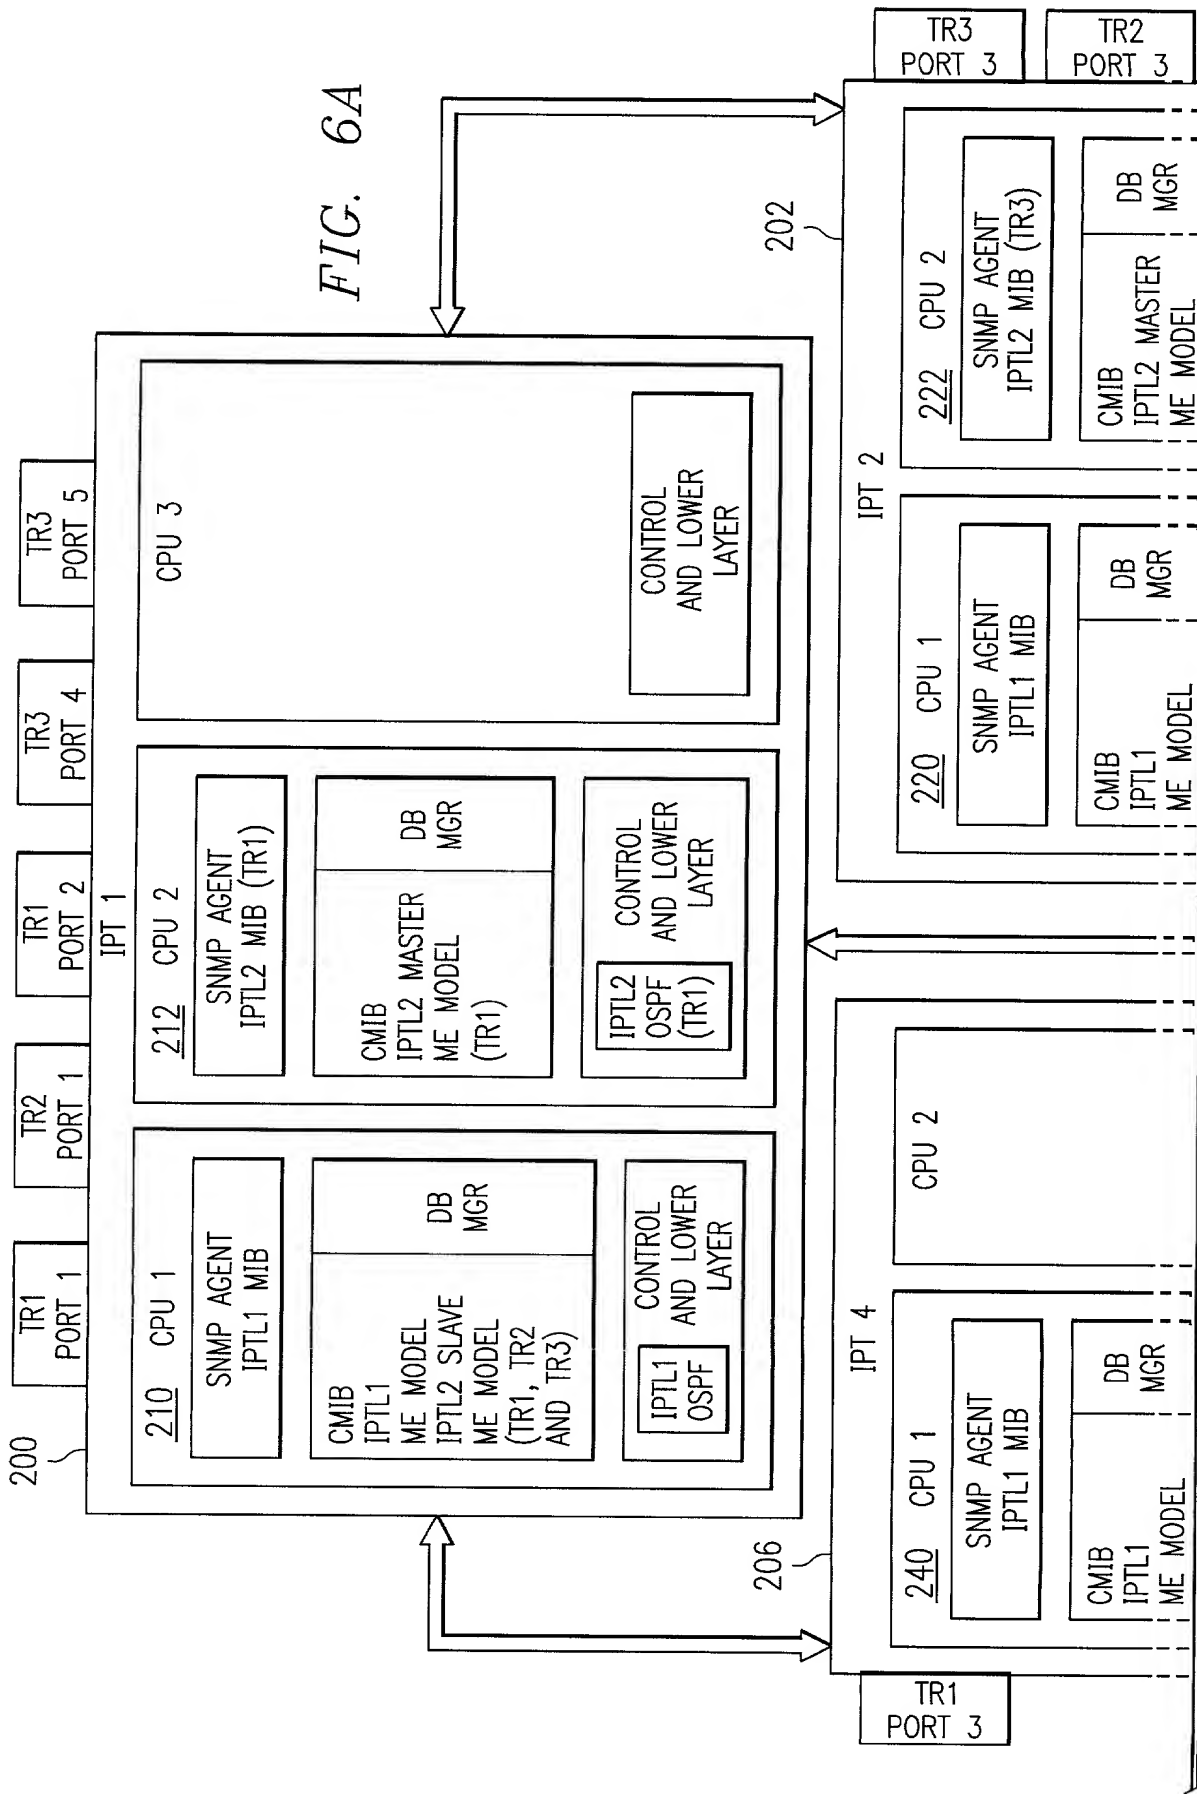 FIG. 6A
200
TR1
PORT 1
TR2
PORT 1
TR1
PORT 2
TR3
PORT 4
TR3
PORT 5
IPT 1
210
CPU 1
SNMP AGENT
IPTL1 MIB
CMIB
IPTL1
ME MODEL
IPTL2 SLAVE
ME MODEL
(TR1, TR2
AND TR3)
DB
MGR
IPTL1
OSPF
CONTROL
AND LOWER
LAYER
212
CPU 2
SNMP AGENT
IPTL2 MIB (TR1)
CMIB
IPTL2 MASTER
ME MODEL
(TR1)
DB
MGR
IPTL2
OSPF
(TR1)
CONTROL
AND LOWER
LAYER
CPU 3
CONTROL
AND LOWER
LAYER
206
TR1
PORT 3
IPT 4
240
CPU 1
SNMP AGENT
IPTL1 MIB
CMIB
IPTL1
ME MODEL
DB
MGR
CPU 2
202
IPT 2
220
CPU 1
SNMP AGENT
IPTL1 MIB
CMIB
IPTL1
ME MODEL
DB
MGR
222
CPU 2
SNMP AGENT
IPTL2 MIB (TR3)
CMIB
IPTL2 MASTER
ME MODEL
DB
MGR
TR3
PORT 3
TR2
PORT 3